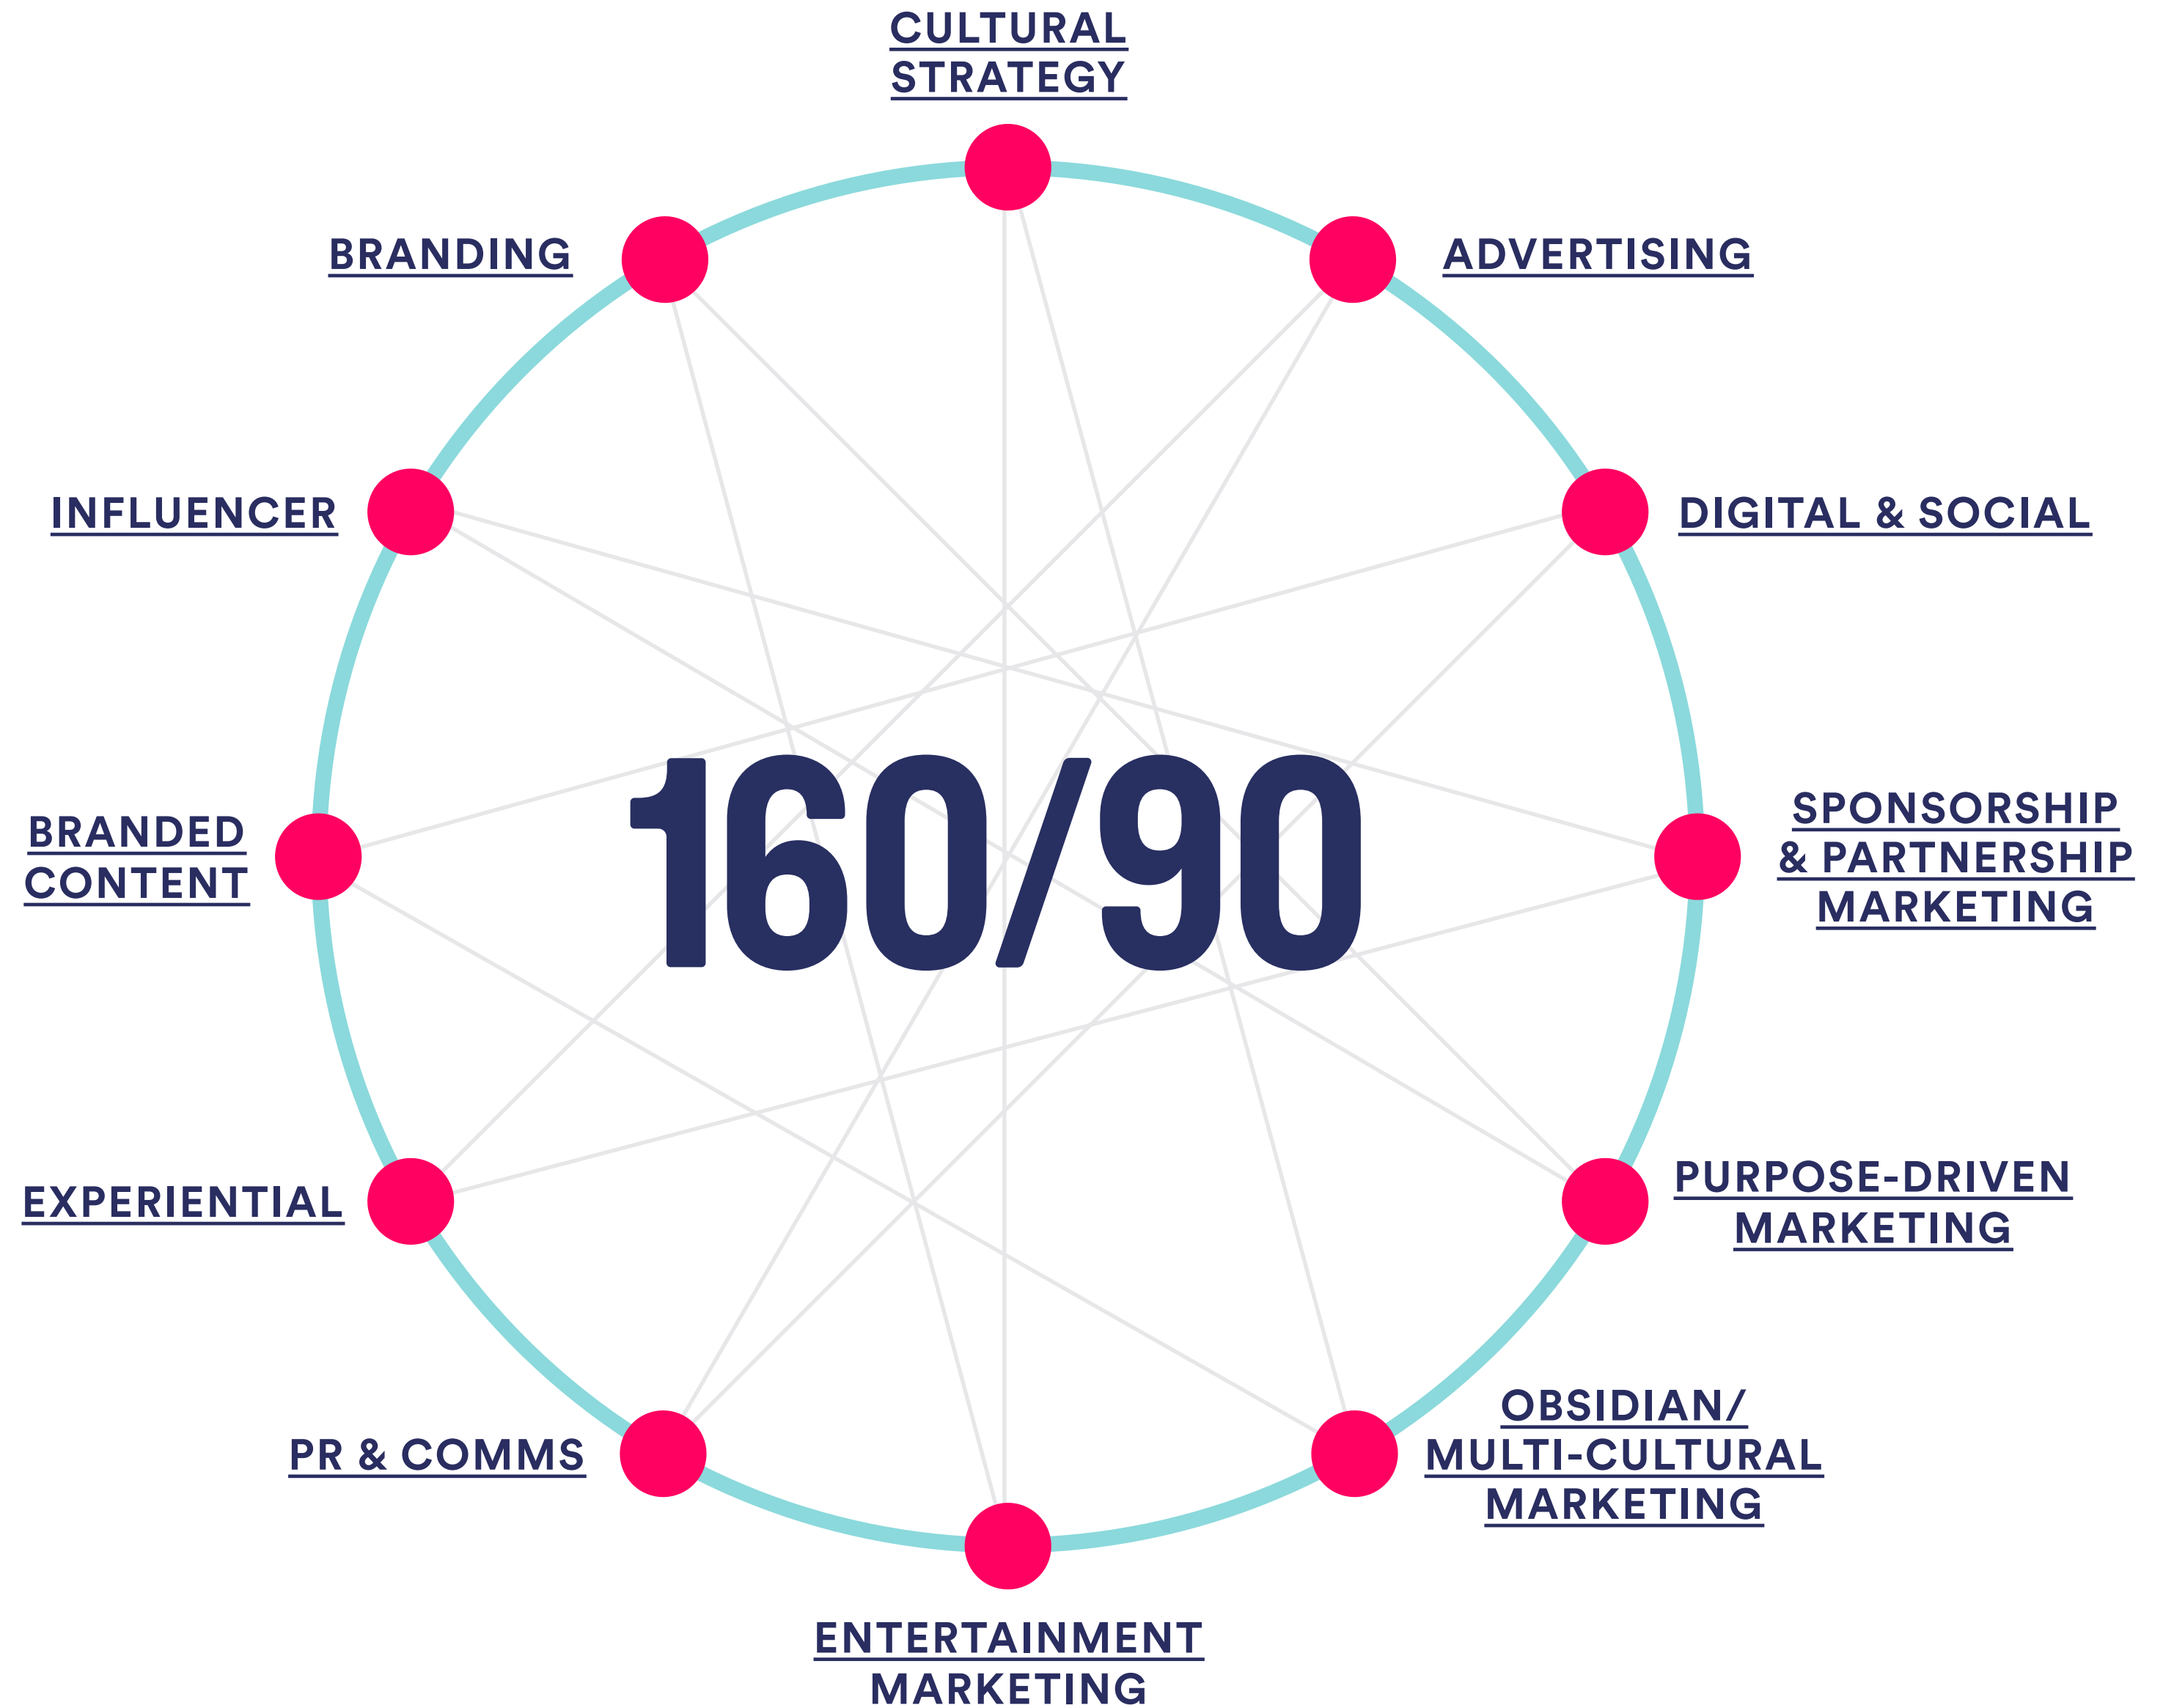 CULTURAL
STRATEGY
BRANDING
ADVERTISING
INFLUENCER
DIGITAL & SOCIAL
160/90
BRANDED
CONTENT
SPONSORSHIP
& PARTNERSHIP
MARKETING
EXPERIENTIAL
PURPOSE-DRIVEN
MARKETING
PR & COMMS
OBSIDIAN/
MULTI-CULTURAL
MARKETING
ENTERTAINMENT
MARKETING